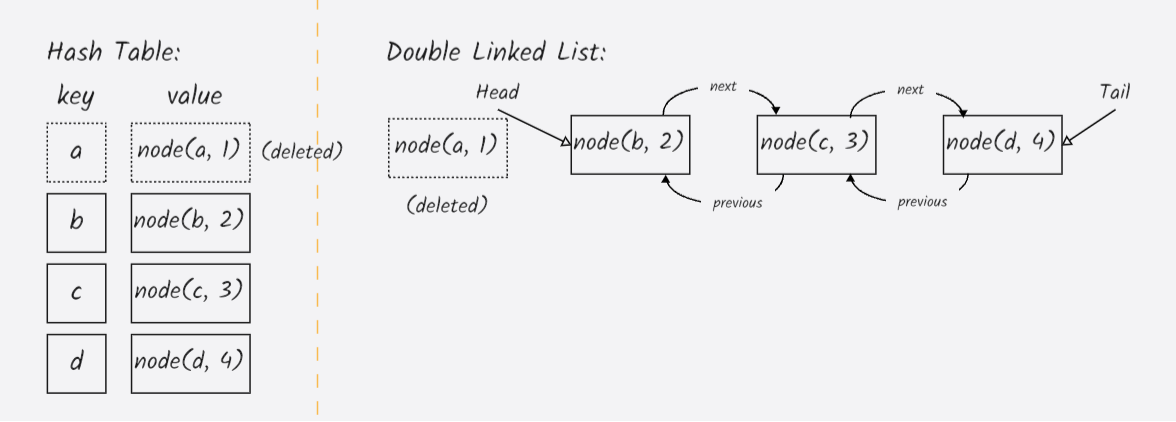 Hash Table:
key value
a node(a, 1) (deleted)
b node(b, 2)
c node(c, 3)
d node(d, 4)
Double Linked List:
Head next next Tail
node(a, 1) node(b, 2) node(c, 3) node(d, 4)
(deleted) previous previous